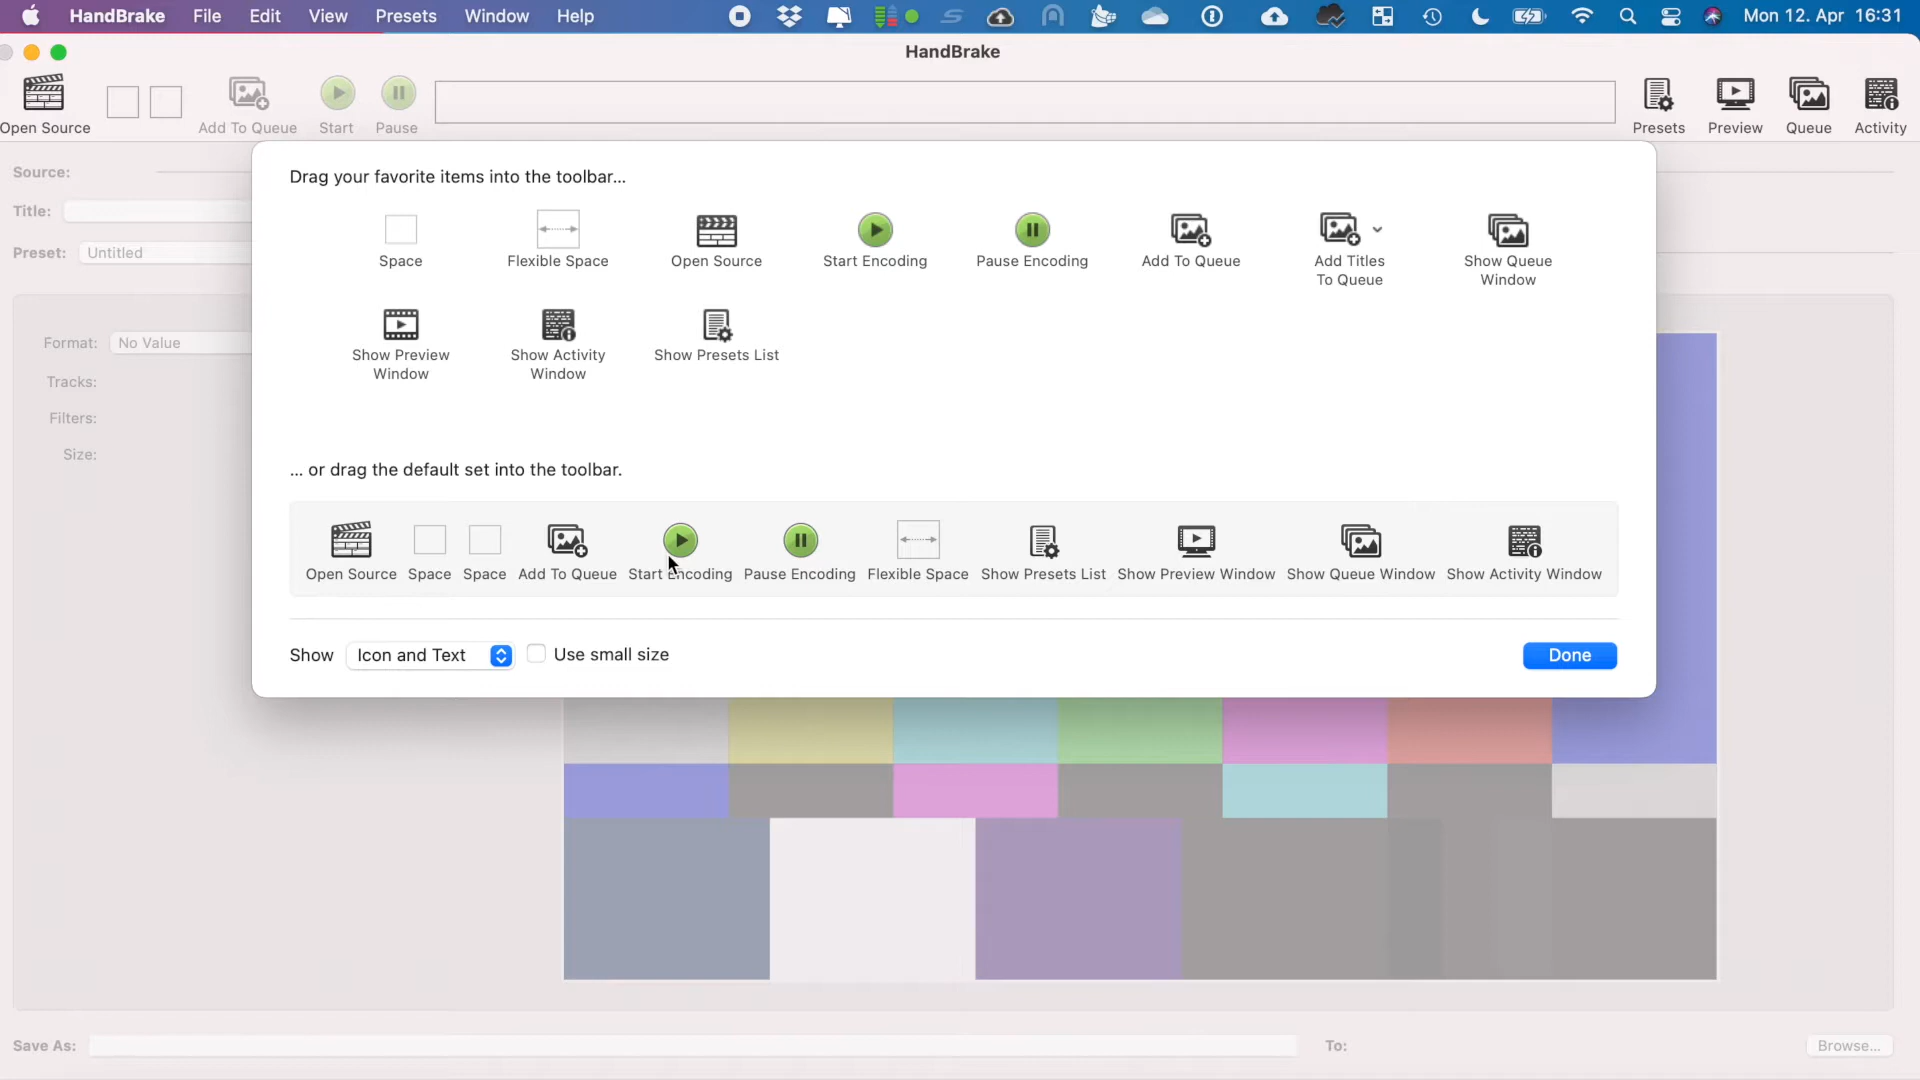 HandBrake File Edit View Presets Window Help Mon 12. Apr 16:31
HandBrake
Open Source Add To Queue Start Pause Presets Preview Queue Activity
Source:
Title:
Preset: Untitled
Format: No Value
Tracks:
Filters:
Size:
Drag your favorite items into the toolbar...
Space Flexible Space Open Source Start Encoding Pause Encoding Add To Queue Add Titles Show Queue
To Queue Window
Show Preview Show Activity Show Presets List
Window Window
... or drag the default set into the toolbar.
Open Source Space Space Add To Queue Start Encoding Pause Encoding Flexible Space Show Presets List Show Preview Window Show Queue Window Show Activity Window
Show Icon and Text Use small size Done
Save As: To: Browse...